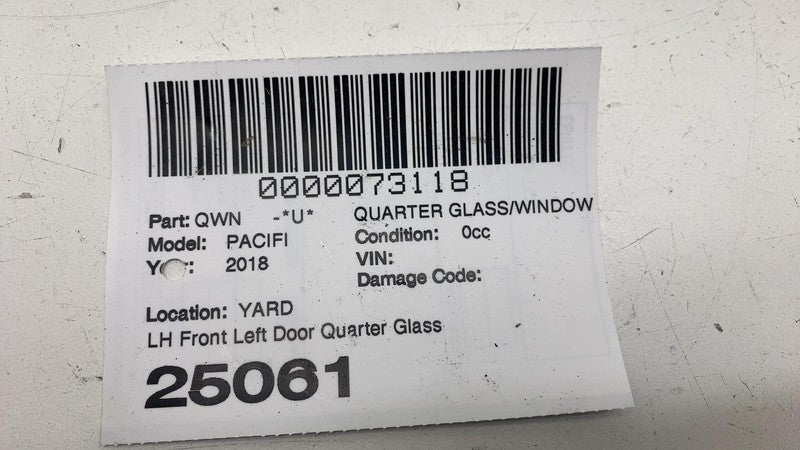 0000073118
Part: QWN -*U* QUARTER GLASS/WINDOW
Model: PACIFI Condition: 0cc
Y r: 2018 VIN:
Damage Code:
Location: YARD
LH Front Left Door Quarter Glass
25061